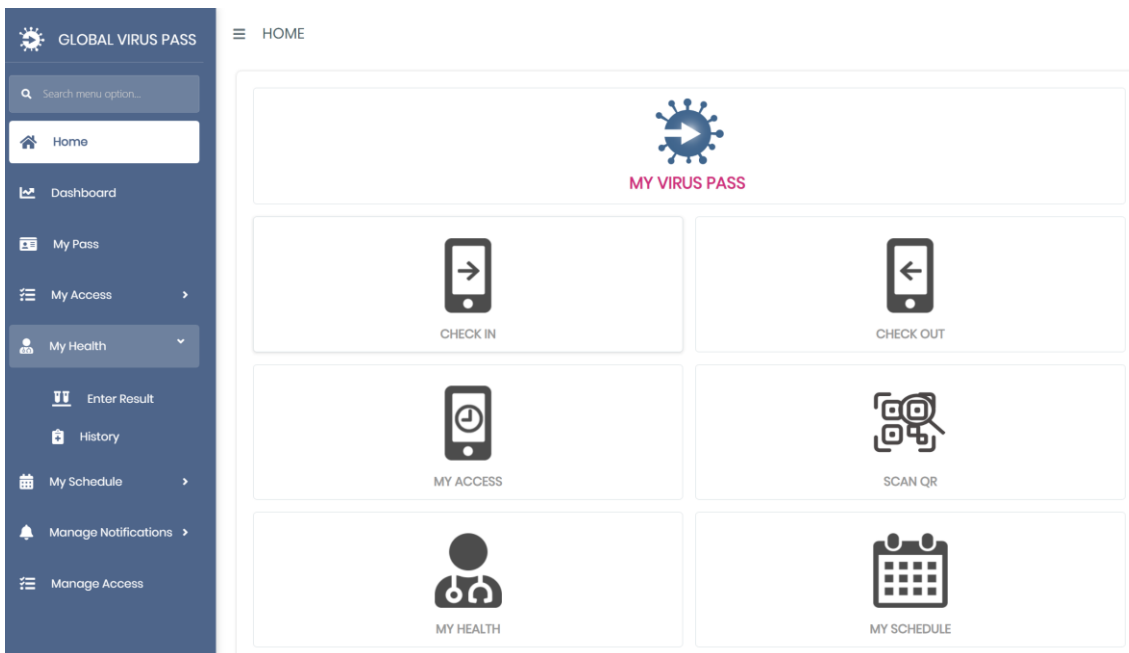 GLOBAL VIRUS PASS
Search menu option...
Home
Dashboard
My Pass
My Access
My Health
Enter Result
History
My Schedule
Manage Notifications
Manage Access
HOME
MY VIRUS PASS
CHECK IN
CHECK OUT
MY ACCESS
SCAN QR
MY HEALTH
MY SCHEDULE